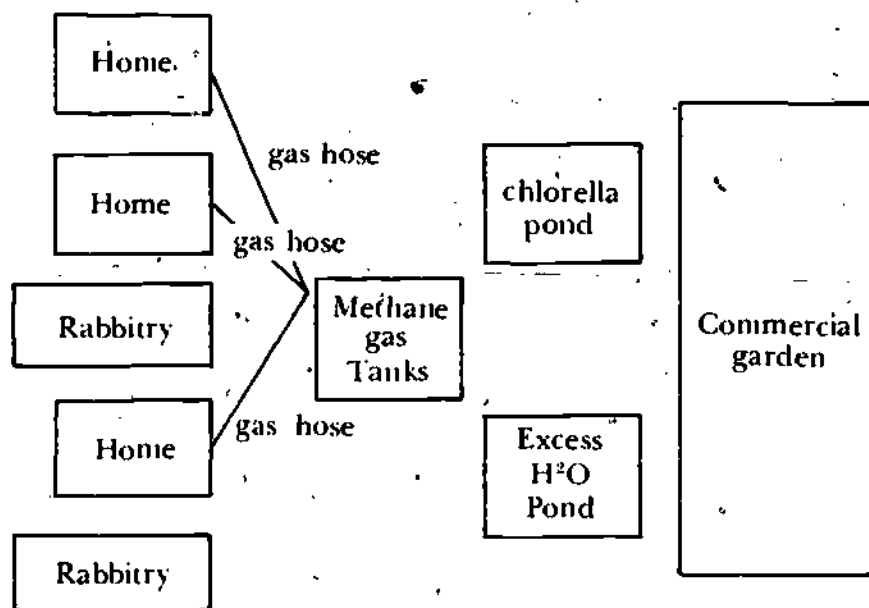 Home
gas hose
Home
gas hose
Rabbitry
Methane
gas
Tanks
chlorella
pond
Commercial
garden
Home
gas hose
Excess
H²O
Pond
Rabbitry